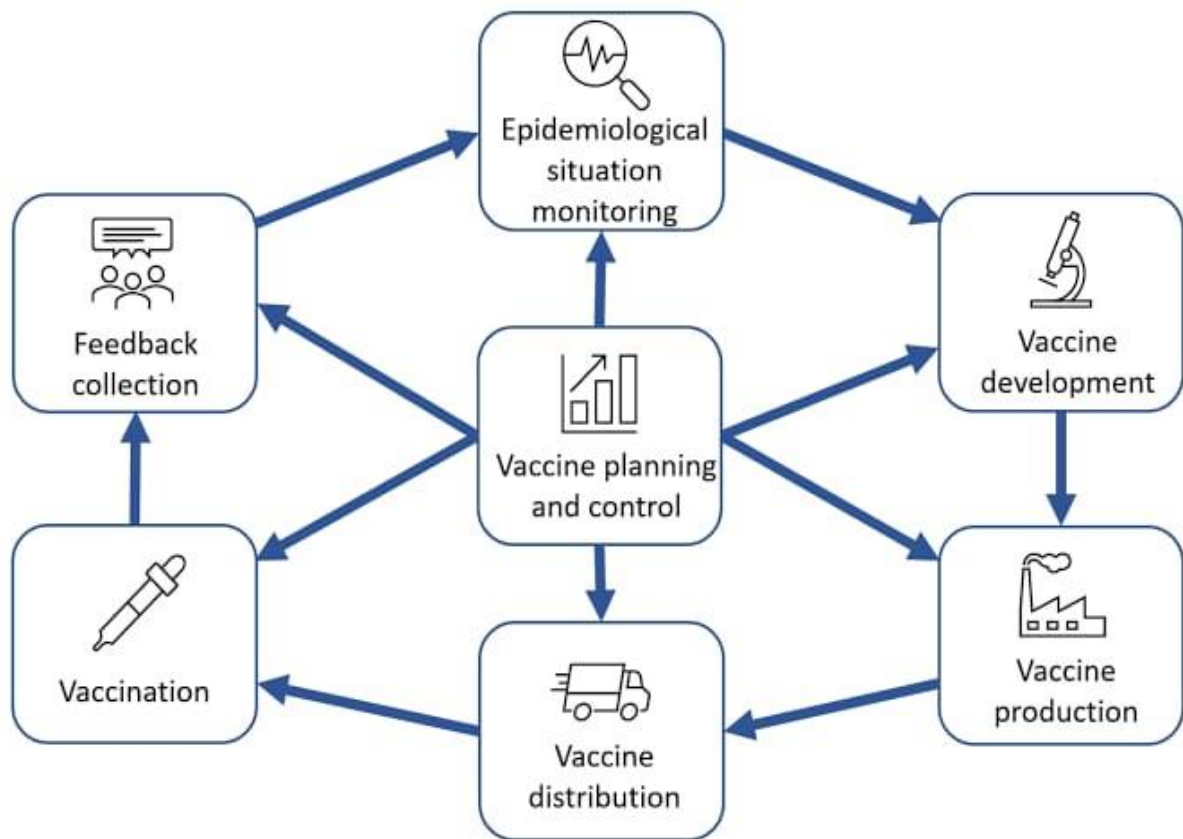 Epidemiological
situation
monitoring
Feedback
collection
Vaccine
development
Vaccine planning
and control
Vaccination
Vaccine
production
Vaccine
distribution